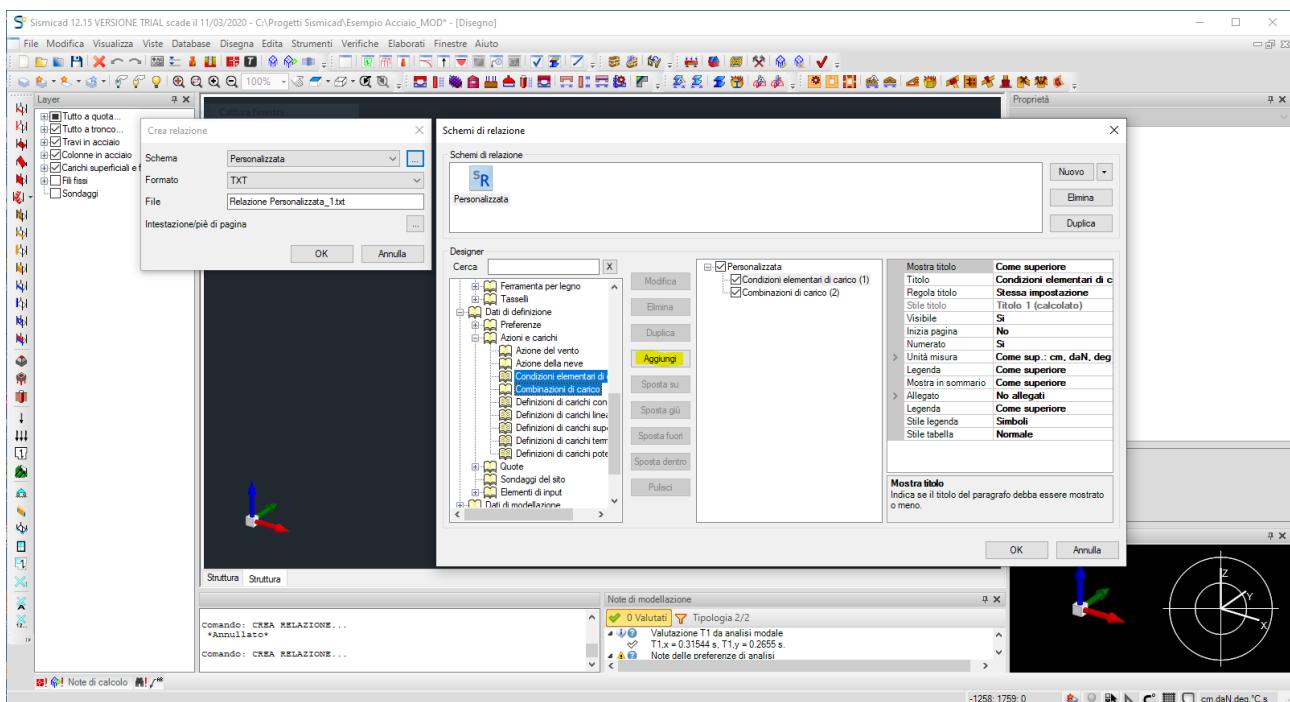 Sismicad 12.15 VERSIONE TRIAL scade il 11/03/2020 - C:\Progetti Sismicad\Esempio Acciaio_MOD* - [Disegno]
File Modifica Visualizza Viste Database Disegna Edita Strumenti Verifiche Elaborati Finestre Aiuto
100%
Layer
Tutto a quota...
Tutto a tronco...
Travi in acciaio
Colonne in acciaio
Carichi superficiali e f
Fili fissi
Sondaggi
Crea relazione
Schema
Personalizzata
...
Formato
TXT
File
Relazione Personalizzata_1.txt
Intestazione/piè di pagina
...
OK
Annulla
Schemi di relazione
Schemi di relazione
SR
Personalizzata
Nuovo
Elimina
Duplica
Designer
Cerca
X
Ferramenta per legno
Tasselli
Dati di definizione
Preferenze
Azioni e carichi
Azione del vento
Azione della neve
Condizioni elementari di
Combinazioni di carico
Definizioni di carichi con
Definizioni di carichi line
Definizioni di carichi sup
Definizioni di carichi term
Definizioni di carichi pote
Quote
Sondaggi del sito
Elementi di input
Dati di modellazione
Modifica
Elimina
Duplica
Aggiungi
Sposta su
Sposta giù
Sposta fuori
Sposta dentro
Pulisci
Personalizzata
Condizioni elementari di carico (1)
Combinazioni di carico (2)
Mostra titolo Come superiore
Titolo Condizioni elementari di c
Regola titolo Stessa impostazione
Stile titolo Titolo 1 (calcolato)
Visibile Si
Inizia pagina No
Numerato Si
Unità misura Come sup.: cm, daN, deg
Legenda Come superiore
Mostra in sommario Come superiore
Allegato No allegati
Legenda Come superiore
Stile legenda Simboli
Stile tabella Normale
Mostra titolo
Indica se il titolo del paragrafo debba essere mostrato
o meno.
OK
Annulla
Proprietà
Struttura Struttura
Comando: CREA RELAZIONE...
*Annullato*
Comando: CREA RELAZIONE...
Note di modellazione
0 Valutati Tipologia 2/2
Valutazione T1 da analisi modale
T1,x = 0.31544 s, T1,y = 0.2655 s.
Note delle preferenze di analisi
Z
Y
X
Note di calcolo
-1258; 1759; 0
cm,daN,deg,°C,s